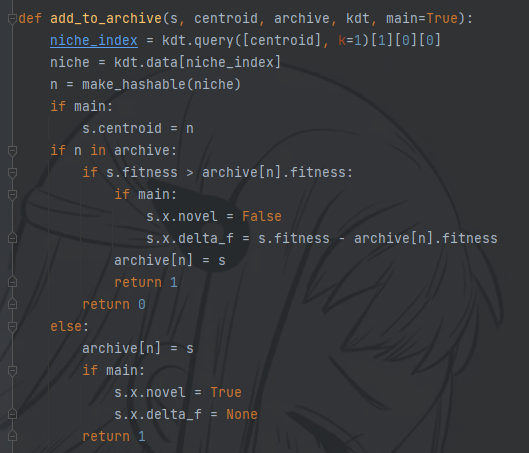 def add_to_archive(s, centroid, archive, kdt, main=True):
    niche_index = kdt.query([centroid], k=1)[1][0][0]
    niche = kdt.data[niche_index]
    n = make_hashable(niche)
    if main:
        s.centroid = n
    if n in archive:
        if s.fitness > archive[n].fitness:
            if main:
                s.x.novel = False
                s.x.delta_f = s.fitness - archive[n].fitness
            archive[n] = s
            return 1
        return 0
    else:
        archive[n] = s
        if main:
            s.x.novel = True
            s.x.delta_f = None
        return 1